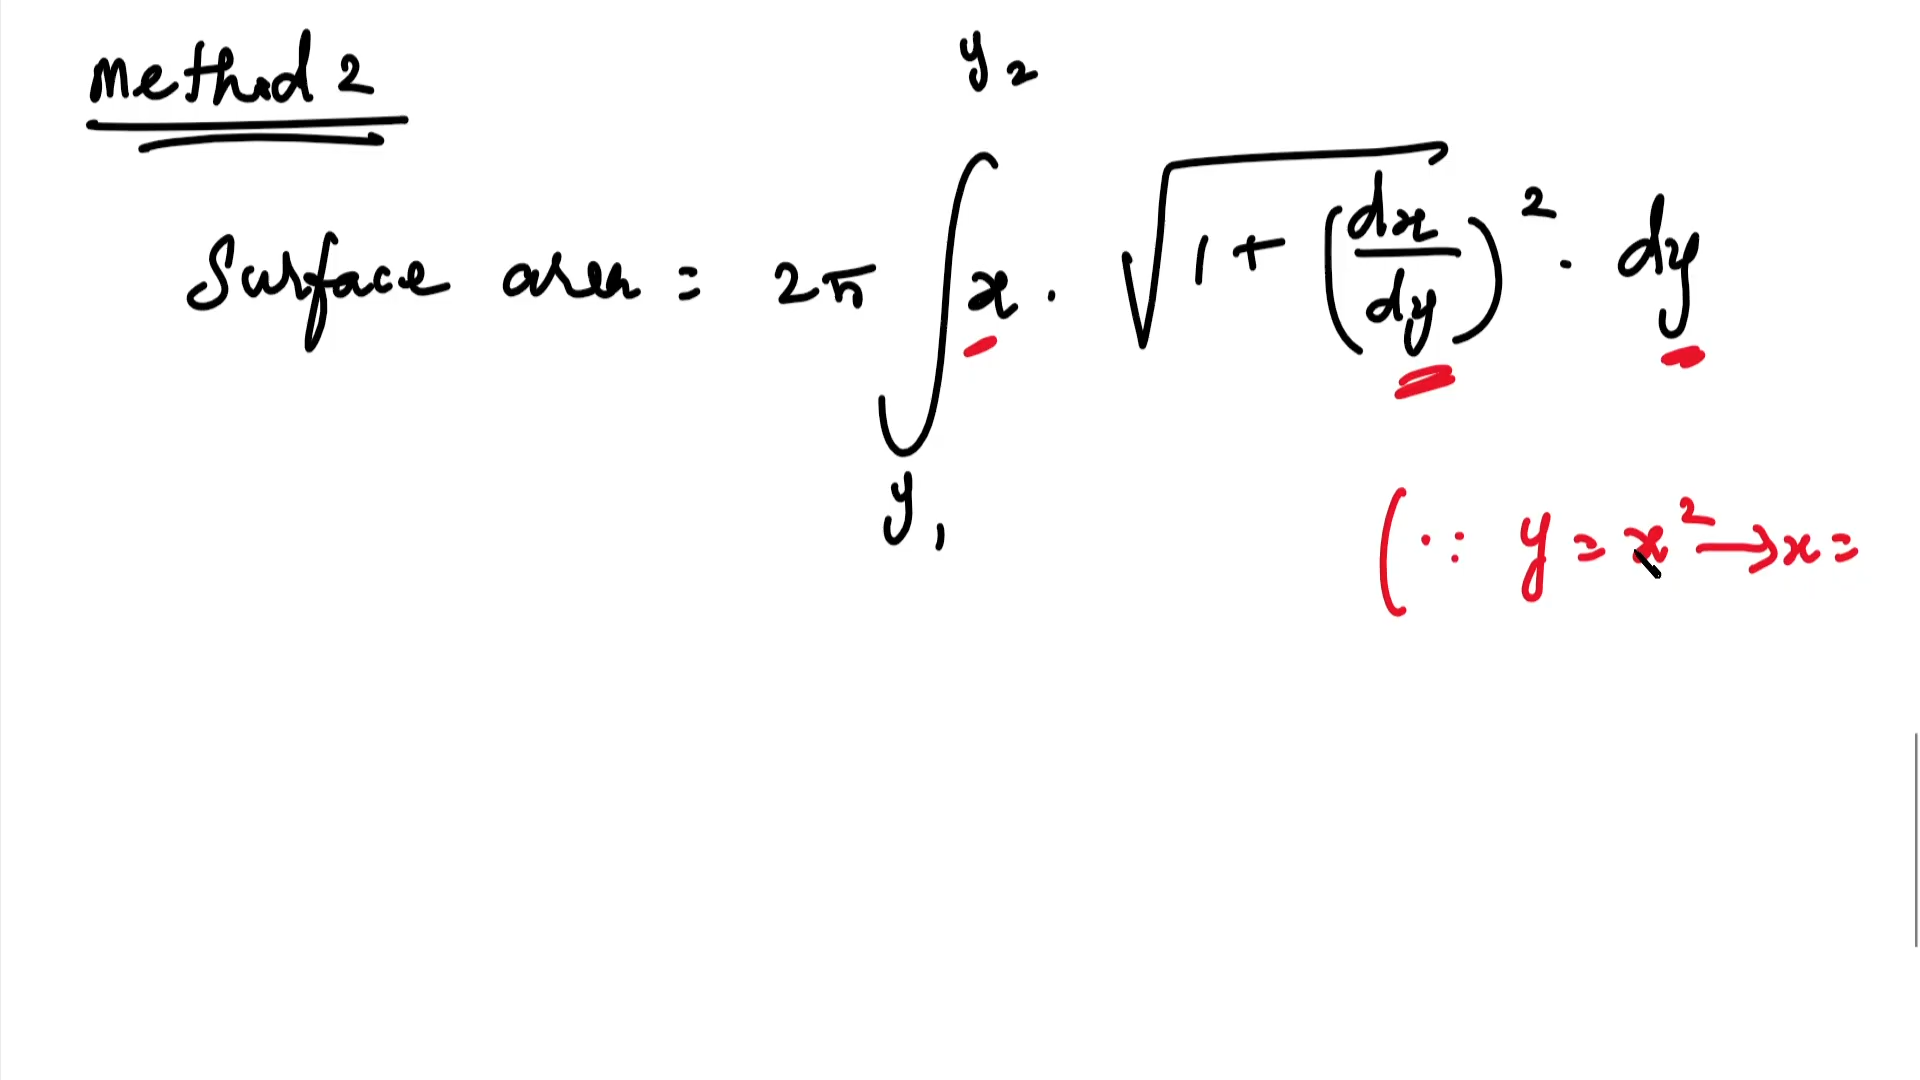 Method 2
Surface area = 2π ∫_{y₁}^{y₂} x · √(1 + (dx/dy)²) · dy
(∵ y = x² → x =